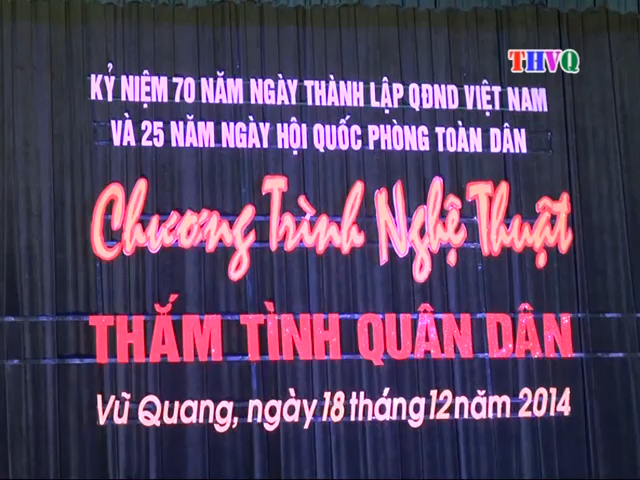 THVQ
KỶ NIỆM 70 NĂM NGÀY THÀNH LẬP QĐND VIỆT NAM
VÀ 25 NĂM NGÀY HỘI QUỐC PHÒNG TOÀN DÂN
Chương Trình Nghệ Thuật
THẮM TÌNH QUÂN DÂN
Vũ Quang, ngày 18 tháng 12 năm 2014